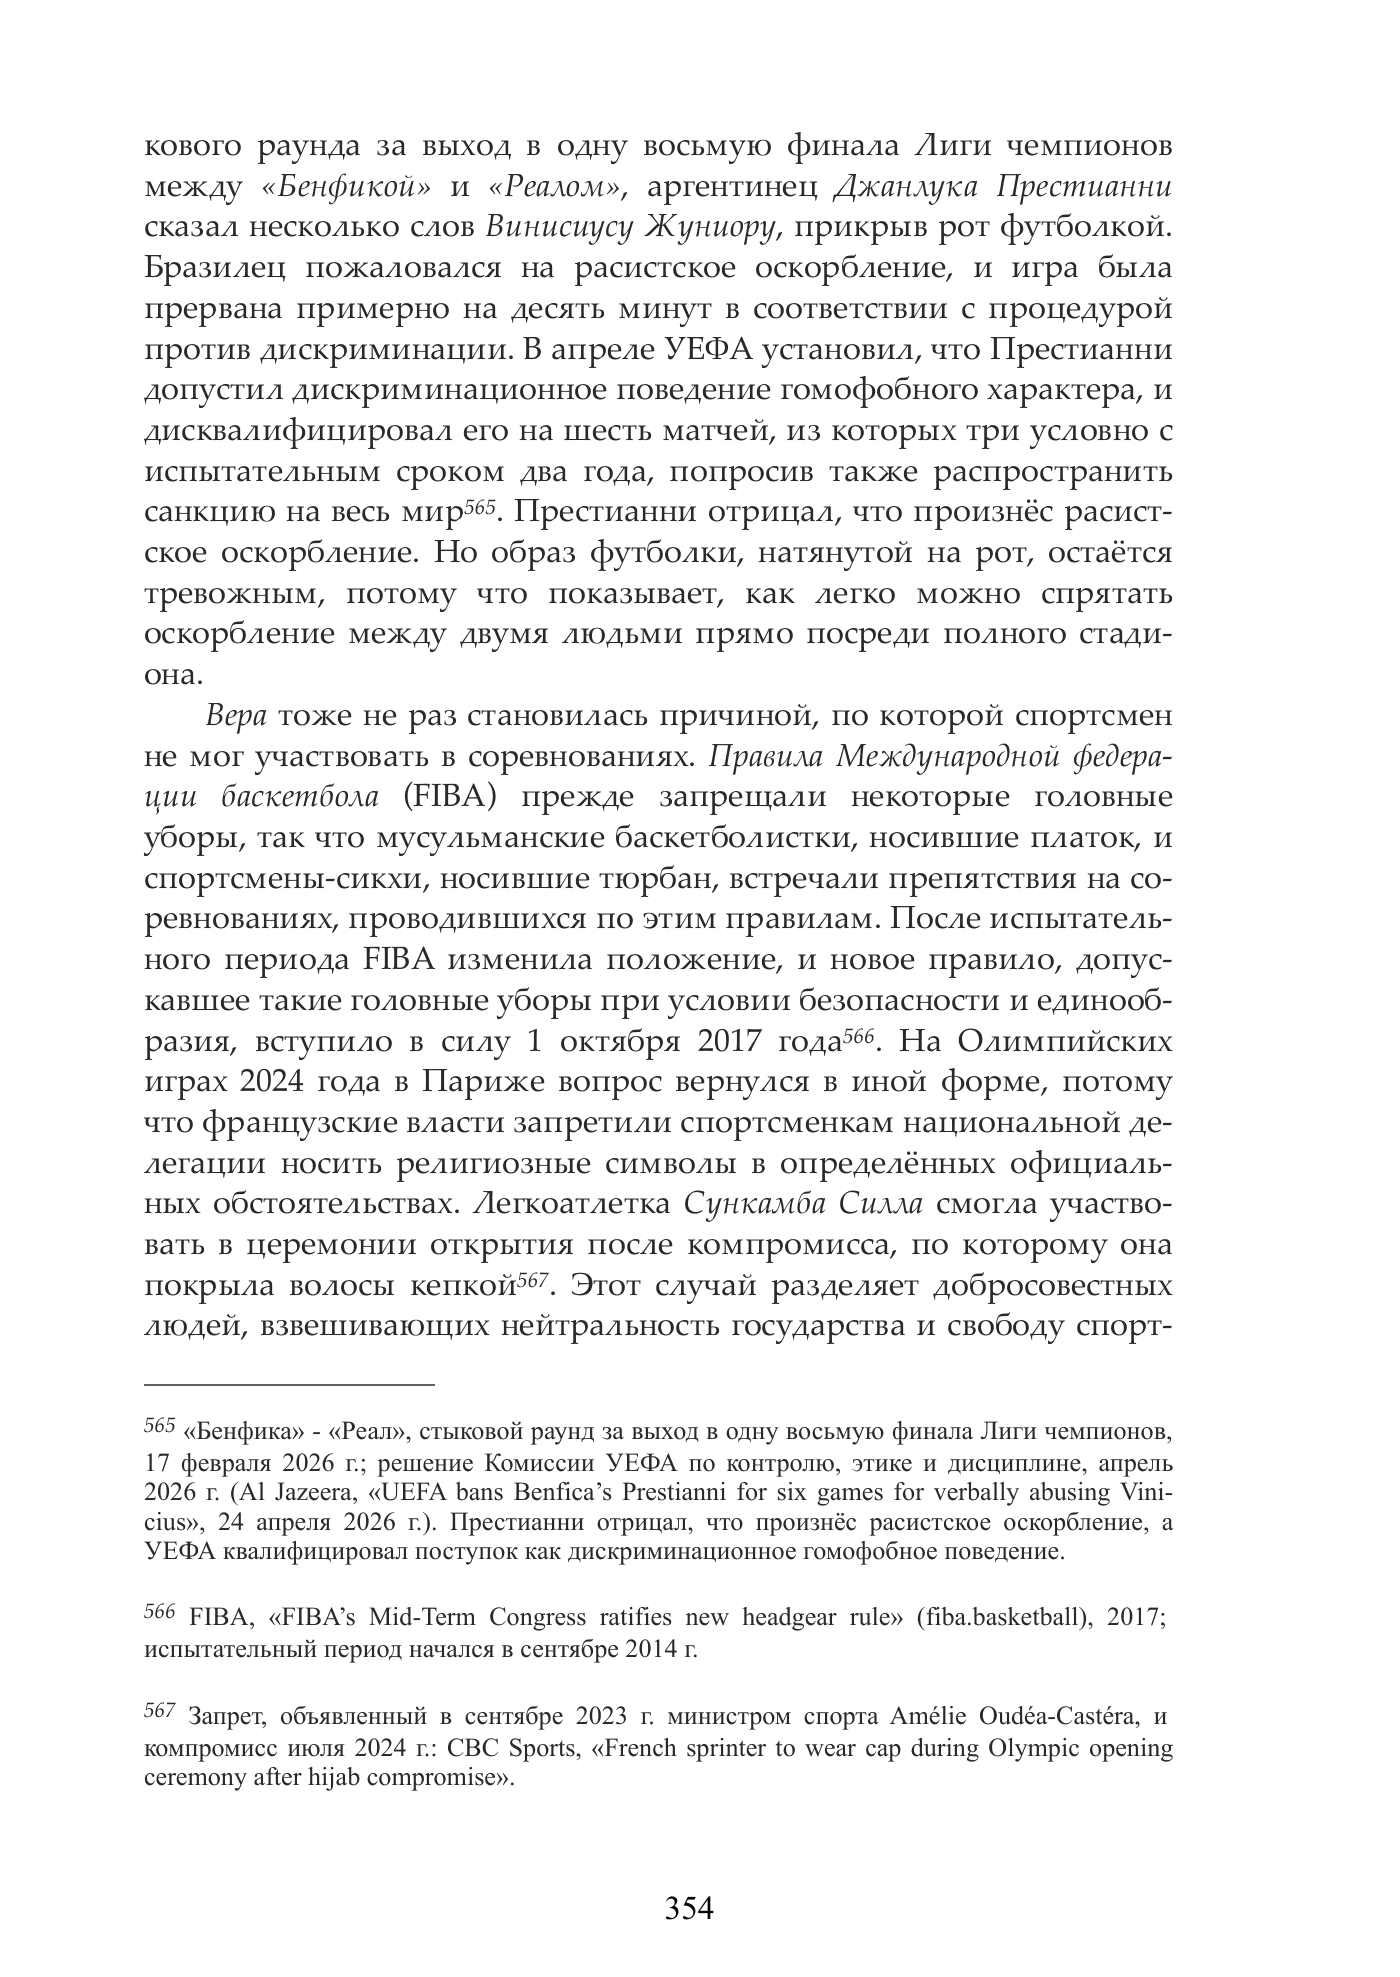 кового раунда за выход в одну восьмую финала Лиги чемпионов
между «Бенфикой» и «Реалом», аргентинец Джанлука Престианни
сказал несколько слов Винисиусу Жуниору, прикрыв рот футболкой.
Бразилец пожаловался на расистское оскорбление, и игра была
прервана примерно на десять минут в соответствии с процедурой
против дискриминации. В апреле УЕФА установил, что Престианни
допустил дискриминационное поведение гомофобного характера, и
дисквалифицировал его на шесть матчей, из которых три условно с
испытательным сроком два года, попросив также распространить
санкцию на весь мир565. Престианни отрицал, что произнёс расист-
ское оскорбление. Но образ футболки, натянутой на рот, остаётся
тревожным, потому что показывает, как легко можно спрятать
оскорбление между двумя людьми прямо посреди полного стади-
она.
Вера тоже не раз становилась причиной, по которой спортсмен
не мог участвовать в соревнованиях. Правила Международной федера-
ции баскетбола (FIBA) прежде запрещали некоторые головные
уборы, так что мусульманские баскетболистки, носившие платок, и
спортсмены-сикхи, носившие тюрбан, встречали препятствия на со-
ревнованиях, проводившихся по этим правилам. После испытатель-
ного периода FIBA изменила положение, и новое правило, допус-
кавшее такие головные уборы при условии безопасности и единооб-
разия, вступило в силу 1 октября 2017 года566. На Олимпийских
играх 2024 года в Париже вопрос вернулся в иной форме, потому
что французские власти запретили спортсменкам национальной де-
легации носить религиозные символы в определённых официаль-
ных обстоятельствах. Легкоатлетка Сункамба Силла смогла участво-
вать в церемонии открытия после компромисса, по которому она
покрыла волосы кепкой567. Этот случай разделяет добросовестных
людей, взвешивающих нейтральность государства и свободу спорт-
565 «Бенфика» - «Реал», стыковой раунд за выход в одну восьмую финала Лиги чемпионов,
17 февраля 2026 г.; решение Комиссии УЕФА по контролю, этике и дисциплине, апрель
2026 г. (Al Jazeera, «UEFA bans Benfica’s Prestianni for six games for verbally abusing Vini-
cius», 24 апреля 2026 г.). Престианни отрицал, что произнёс расистское оскорбление, а
УЕФА квалифицировал поступок как дискриминационное гомофобное поведение.
566 FIBA, «FIBA’s Mid-Term Congress ratifies new headgear rule» (fiba.basketball), 2017;
испытательный период начался в сентябре 2014 г.
567 Запрет, объявленный в сентябре 2023 г. министром спорта Amélie Oudéa-Castéra, и
компромисс июля 2024 г.: CBC Sports, «French sprinter to wear cap during Olympic opening
ceremony after hijab compromise».
354